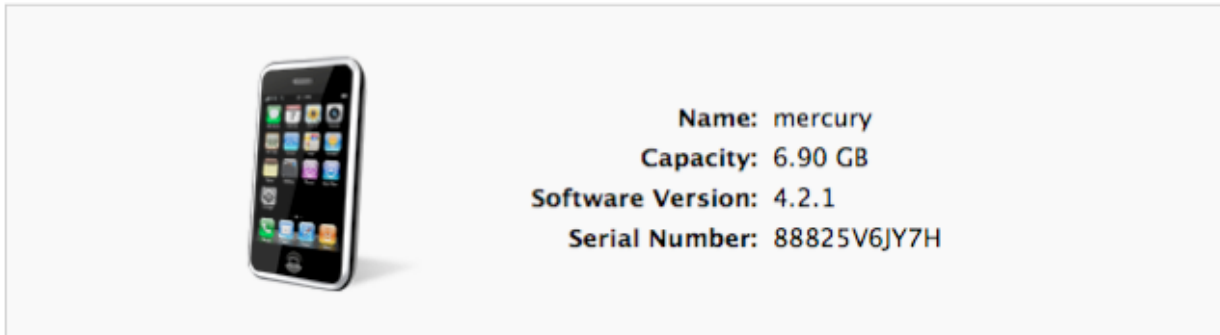 Name: mercury
Capacity: 6.90 GB
Software Version: 4.2.1
Serial Number: 88825V6JY7H